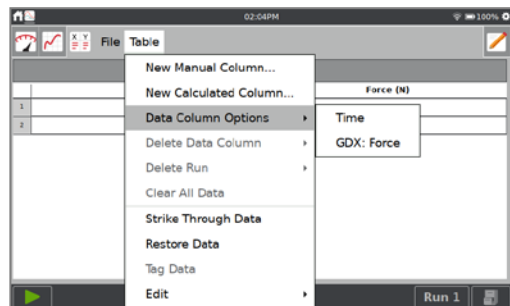 02:04PM
100%
X Y
File Table
New Manual Column...
New Calculated Column...
Force (N)
1
Data Column Options
Time
2
Delete Data Column
GDX: Force
Delete Run
Clear All Data
Strike Through Data
Restore Data
Tag Data
Edit
Run 1